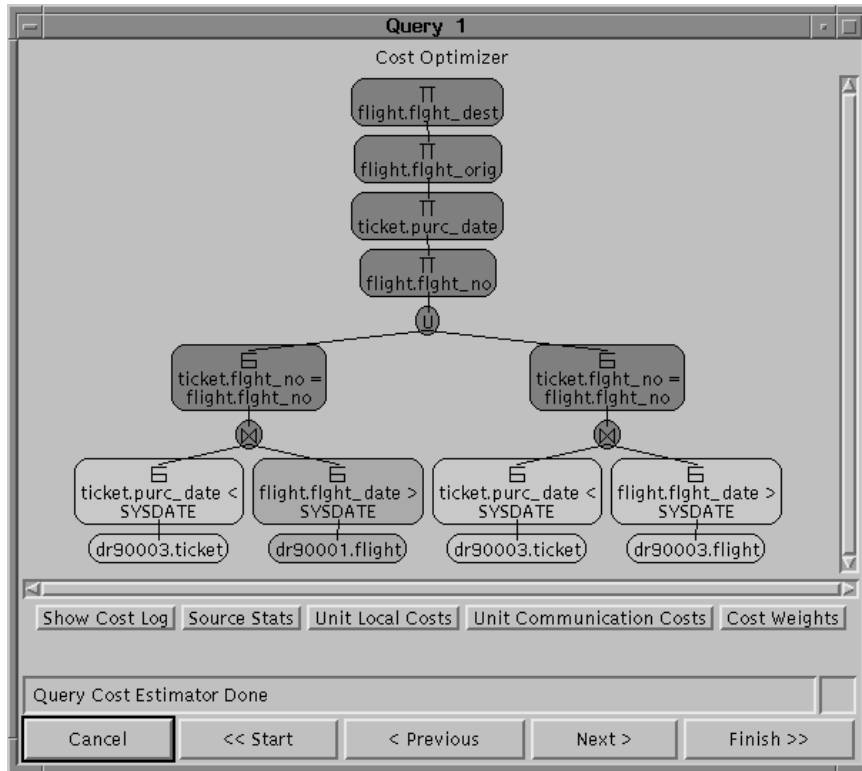 Query 1
Cost Optimizer
π
flight.flght_dest
π
flight.flght_orig
π
ticket.purc_date
π
flight.flght_no
U
б б
ticket.flght_no = ticket.flght_no =
flight.flght_no flight.flght_no
⋈ ⋈
б б б б
ticket.purc_date < flight.flght_date > ticket.purc_date < flight.flght_date >
SYSDATE SYSDATE SYSDATE SYSDATE
dr90003.ticket dr90001.flight dr90003.ticket dr90003.flight
Show Cost Log Source Stats Unit Local Costs Unit Communication Costs Cost Weights
Query Cost Estimator Done
Cancel << Start < Previous Next > Finish >>